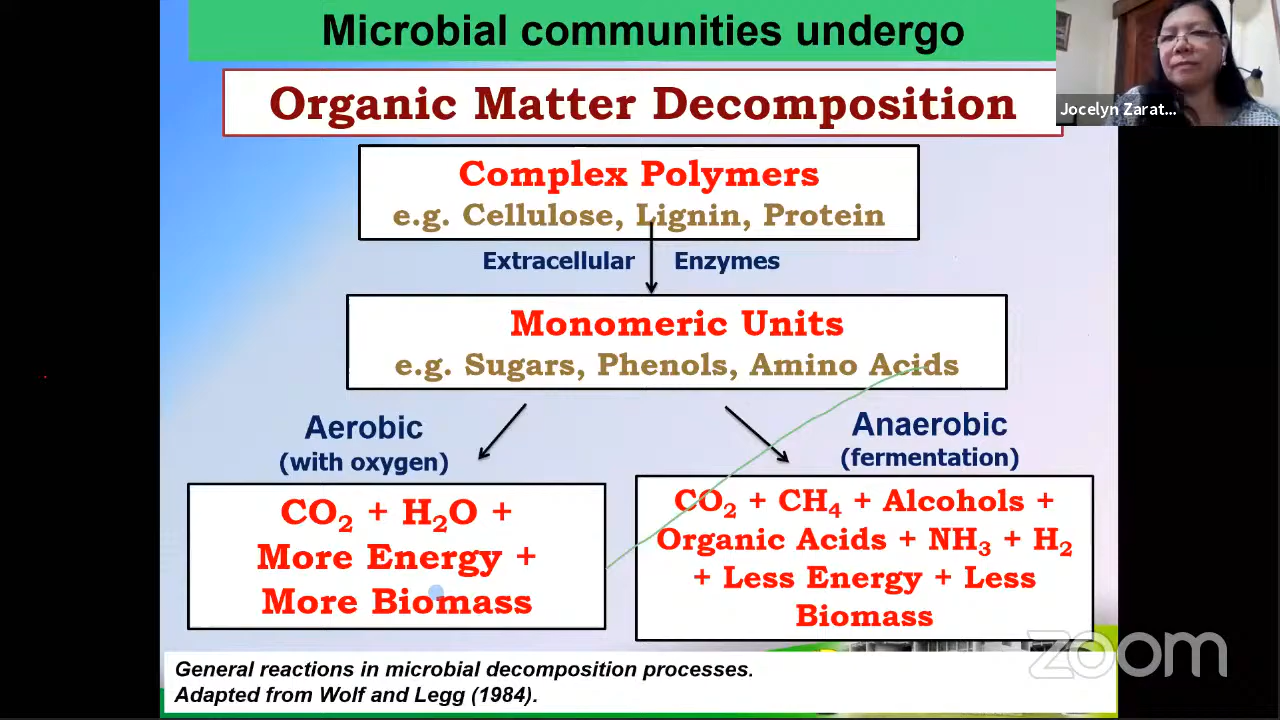 Microbial communities undergo
Organic Matter Decomposition
Jocelyn Zarat...
Complex Polymers
e.g. Cellulose, Lignin, Protein
Extracellular Enzymes
Monomeric Units
e.g. Sugars, Phenols, Amino Acids
Aerobic
(with oxygen)
CO₂ + H₂O +
More Energy +
More Biomass
Anaerobic
(fermentation)
CO₂ + CH₄ + Alcohols +
Organic Acids + NH₃ + H₂
+ Less Energy + Less
Biomass
General reactions in microbial decomposition processes.
Adapted from Wolf and Legg (1984).
zoom